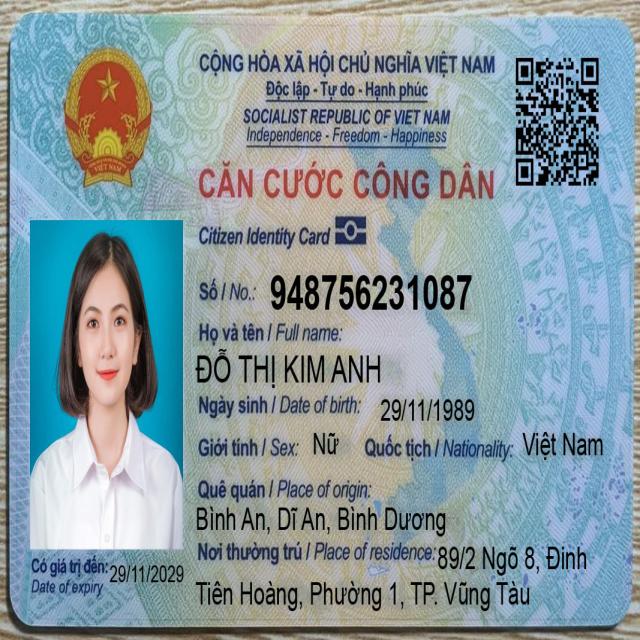 CỘNG HÒA XÃ HỘI CHỦ NGHĨA VIỆT NAM
Độc lập - Tự do - Hạnh phúc
SOCIALIST REPUBLIC OF VIET NAM
Independence - Freedom - Happiness
CĂN CƯỚC CÔNG DÂN
Citizen Identity Card
Số / No.: 948756231087
Họ và tên / Full name:
ĐỖ THỊ KIM ANH
Ngày sinh / Date of birth: 29/11/1989
Giới tính / Sex: Nữ Quốc tịch / Nationality: Việt Nam
Quê quán / Place of origin:
Bình An, Dĩ An, Bình Dương
Nơi thường trú / Place of residence: 89/2 Ngõ 8, Đinh
Tiên Hoàng, Phường 1, TP. Vũng Tàu
Có giá trị đến: 29/11/2029
Date of expiry
VIỆT NAM